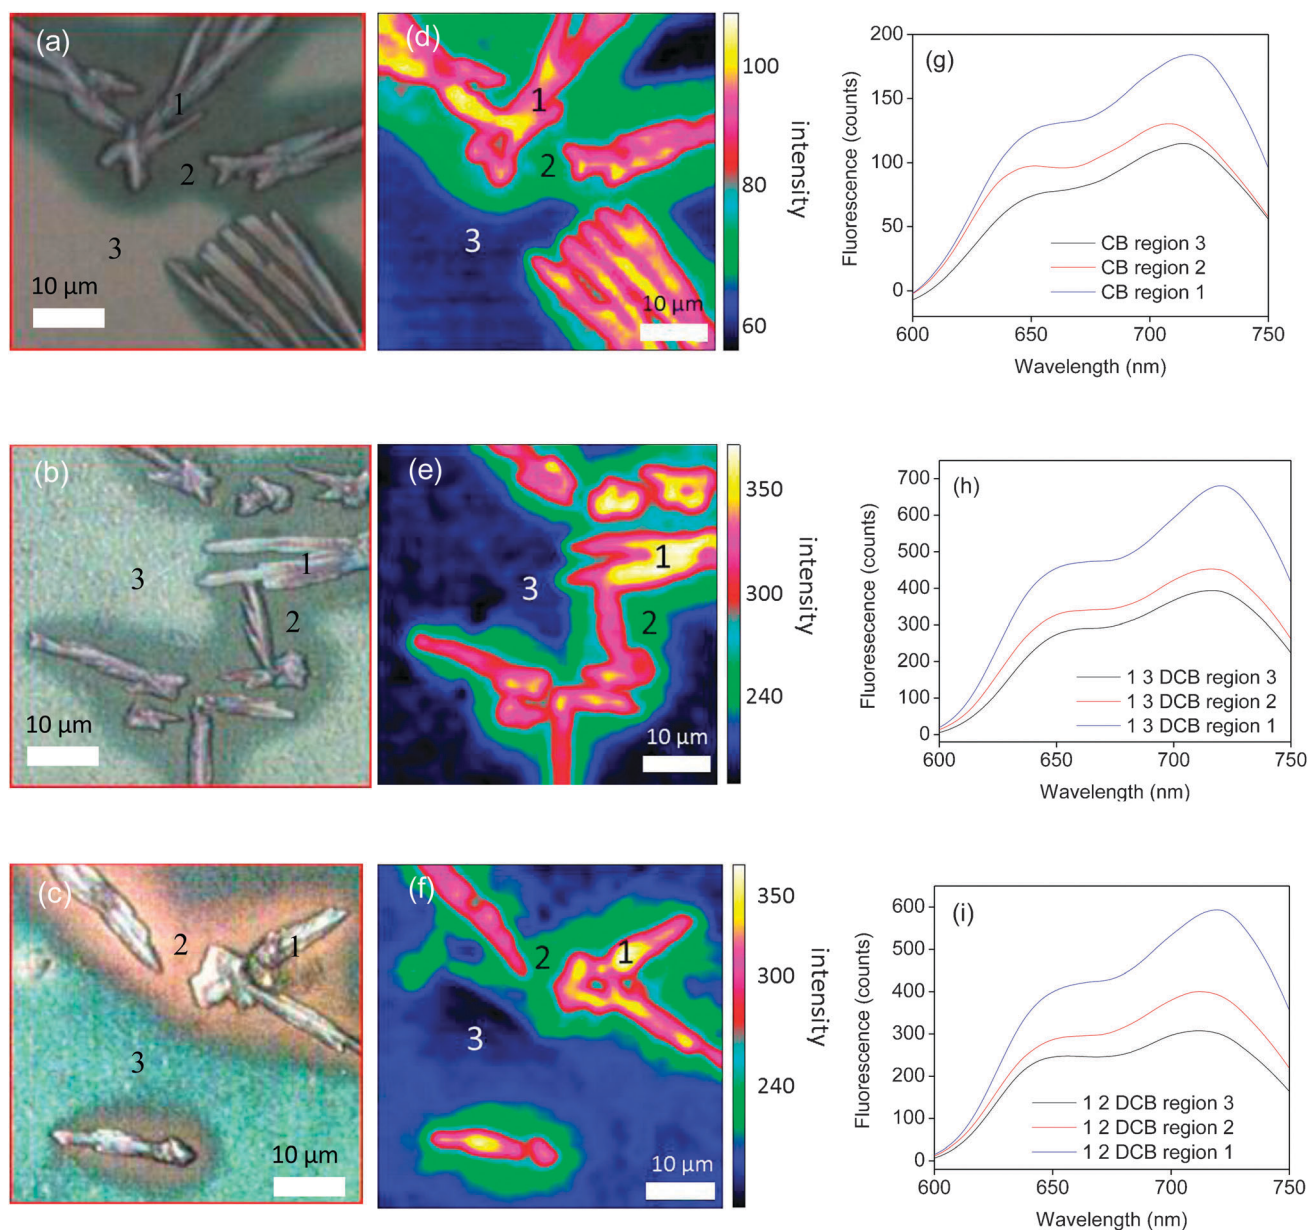 (a)
1
2
3
10 µm
(d)
1
2
3
10 µm
100
80
60
intensity
(g)
200
150
100
50
0
Fluorescence (counts)
CB region 3
CB region 2
CB region 1
600
650
700
750
Wavelength (nm)
(b)
1
2
3
10 µm
(e)
1
2
3
10 µm
350
300
240
intensity
(h)
700
600
500
400
300
200
100
0
Fluoresecence (counts)
1 3 DCB region 3
1 3 DCB region 2
1 3 DCB region 1
600
650
700
750
Wavelength (nm)
(c)
1
2
3
10 µm
(f)
1
2
3
10 µm
350
300
240
intensity
(i)
600
500
400
300
200
100
0
Fluorescence (counts)
1 2 DCB region 3
1 2 DCB region 2
1 2 DCB region 1
600
650
700
750
Wavelength (nm)